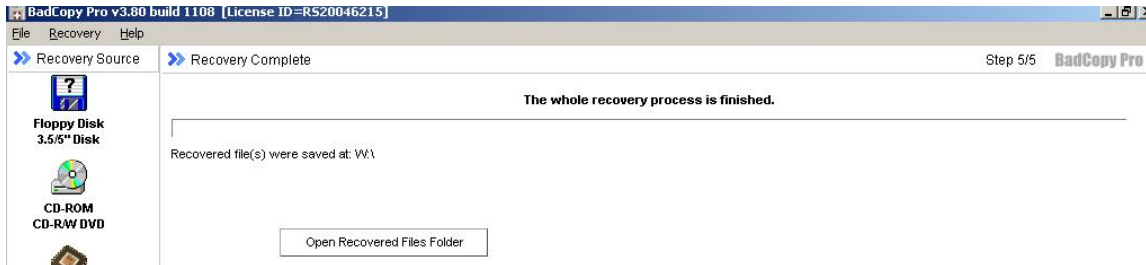 BadCopy Pro v3.80 build 1108 [License ID=RS20046215]
File Recovery Help
Recovery Source
Recovery Complete
Step 5/5
BadCopy Pro
Floppy Disk
3.5/5" Disk
CD-ROM
CD-R/W DVD
The whole recovery process is finished.
Recovered file(s) were saved at: W:\
Open Recovered Files Folder